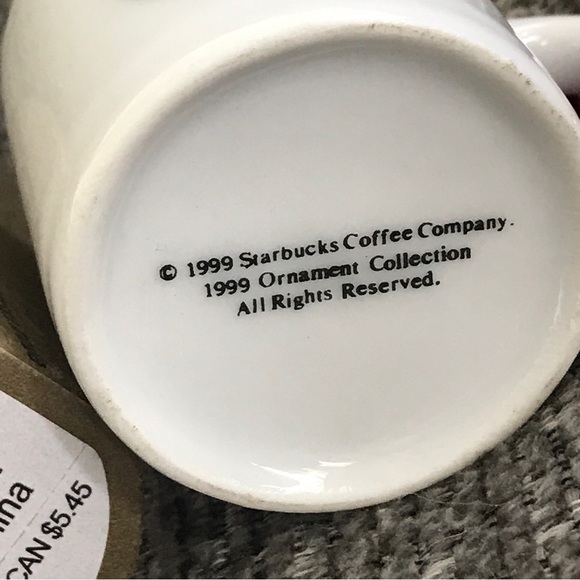 © 1999 Starbucks Coffee Company.
1999 Ornament Collection
All Rights Reserved.
CAN $5.45